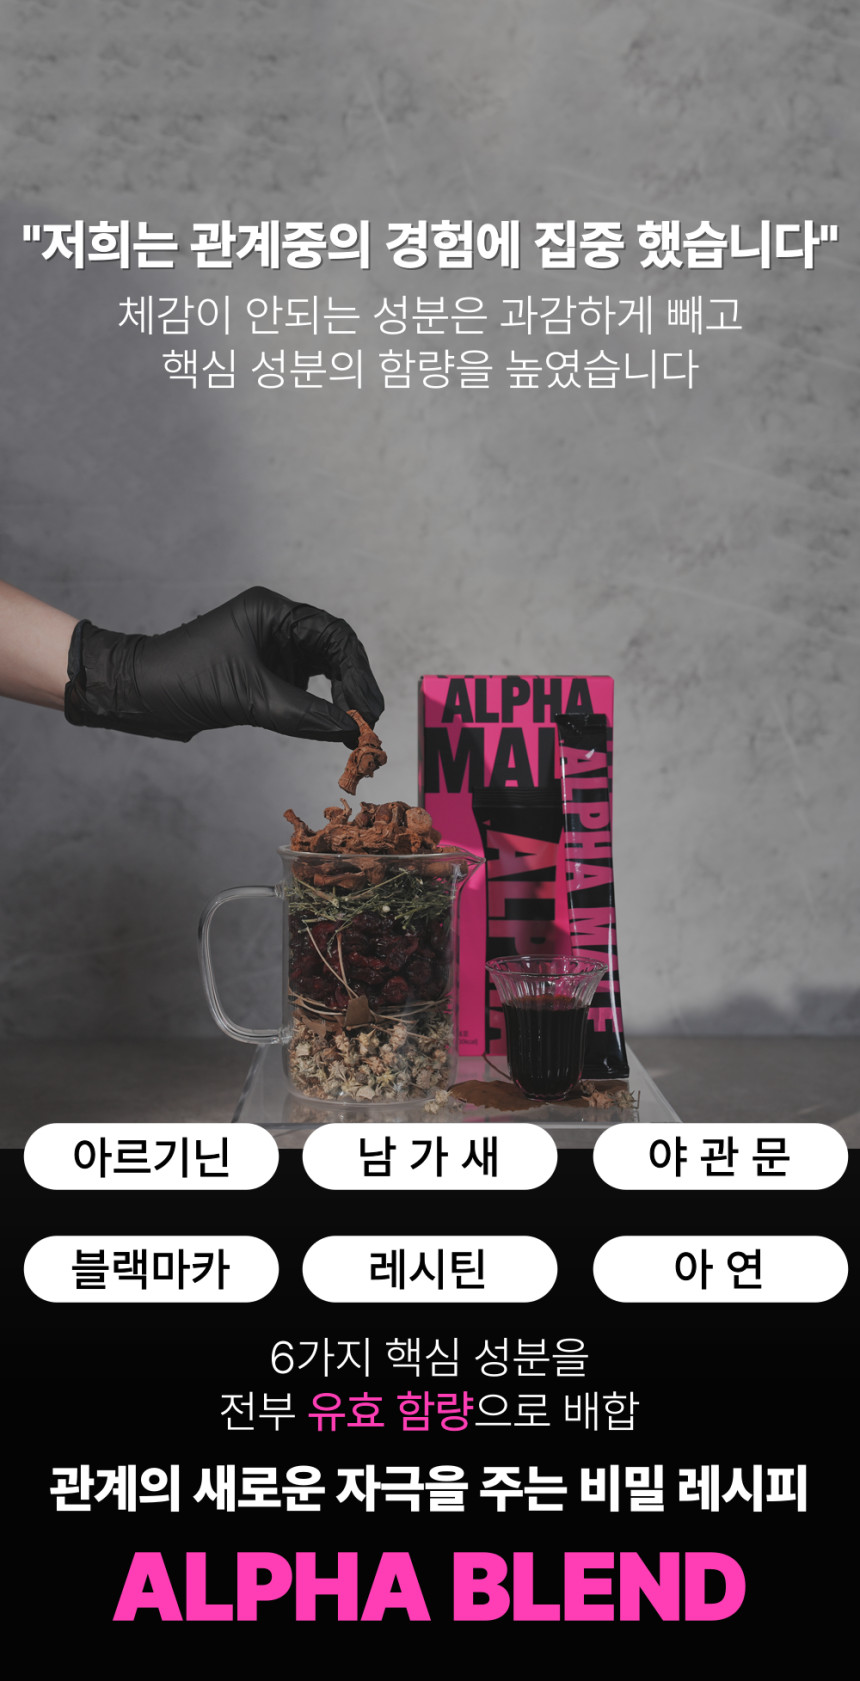 "저희는 관계중의 경험에 집중 했습니다"
체감이 안되는 성분은 과감하게 빼고
핵심 성분의 함량을 높였습니다
ALPHA
MAL
ALPHA MALE
ALPHA
아르기닌
남 가 새
야 관 문
블랙마카
레시틴
아 연
6가지 핵심 성분을
전부 유효 함량으로 배합
관계의 새로운 자극을 주는 비밀 레시피
ALPHA BLEND